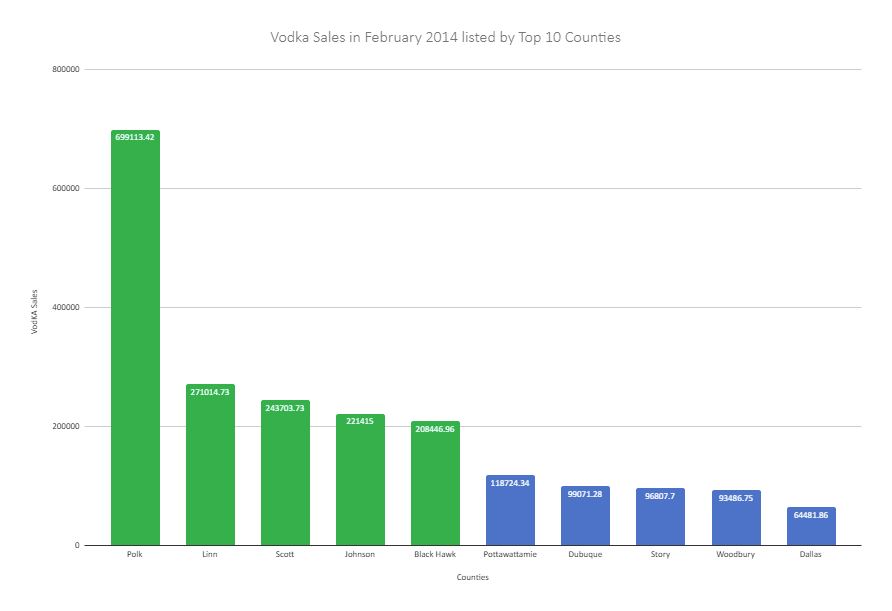 Vodka Sales in February 2014 listed by Top 10 Counties
800000
600000
400000
200000
0
VodKA Sales
699113.42
271014.73
243703.73
221415
208446.96
118724.34
99071.28
96807.7
93486.75
64481.86
Polk
Linn
Scott
Johnson
Black Hawk
Pottawattamie
Dubuque
Story
Woodbury
Dallas
Counties